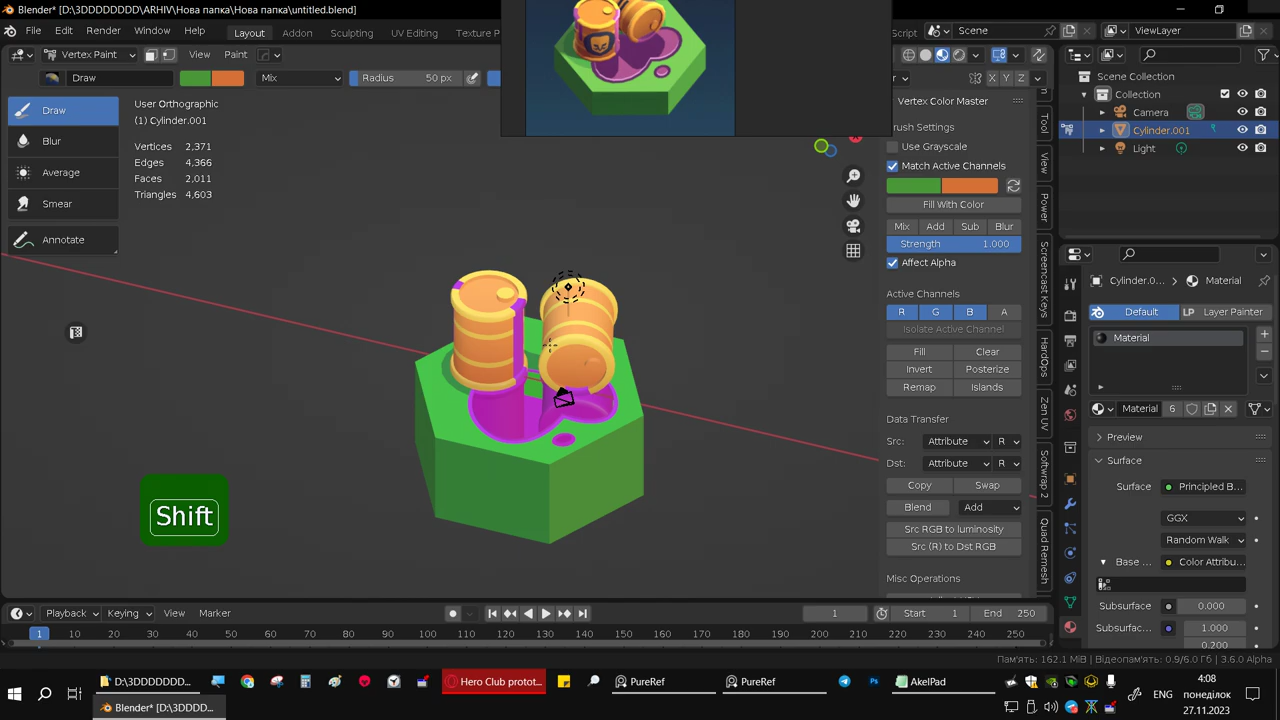 Blender* [D:\3DDDDDDDD\ARHIV\Нова папка\Нова папка\untitled.blend]
File Edit Render Window Help Layout Addon Sculpting UV Editing Texture P Scene ViewLayer
Vertex Paint View Paint
Draw Mix Radius 50 px X Y Z
Draw
Blur
Average
Smear
Annotate
User Orthographic
(1) Cylinder.001
Vertices 2,371
Edges 4,366
Faces 2,011
Triangles 4,603
Shift
Vertex Color Master
rush Settings
Use Grayscale
Match Active Channels
Fill With Color
Mix Add Sub Blur
Strength 1.000
Affect Alpha
Active Channels
R G B A
Isolate Active Channel
Fill Clear
Invert Posterize
Remap Islands
Data Transfer
Src: Attribute R
Dst: Attribute R
Copy Swap
Blend Add
Src RGB to luminosity
Src (R) to Dst RGB
Misc Operations
Tool
View
Power
Screencast Keys
HardOps
Zen UV
Softwrap 2
Quad Remesh
Scene Collection
Collection
Camera
Cylinder.001
Light
Cylinder.0... Material
Default LP Layer Painter
Material
Material 6
Preview
Surface
Surface Principled B...
GGX
Random Walk
Base ... Color Attribu...
Subsurface 0.000
Subsurfac... 1.000
0.200
Playback Keying View Marker 1 Start 1 End 250
1 10 20 30 40 50 60 70 80 90 100 110 120 130 140 150 160 170 180 190 200 210 220 230 240 250
Пам'ять: 162.1 MiB | Відеопам'ять: 0.9/6.0 Гб | 3.6.0 Alpha
D:\3DDDDDDD... Hero Club protot... PureRef PureRef AkelPad
Blender* [D:\3DDDD...
ENG
4:08
понеділок
27.11.2023